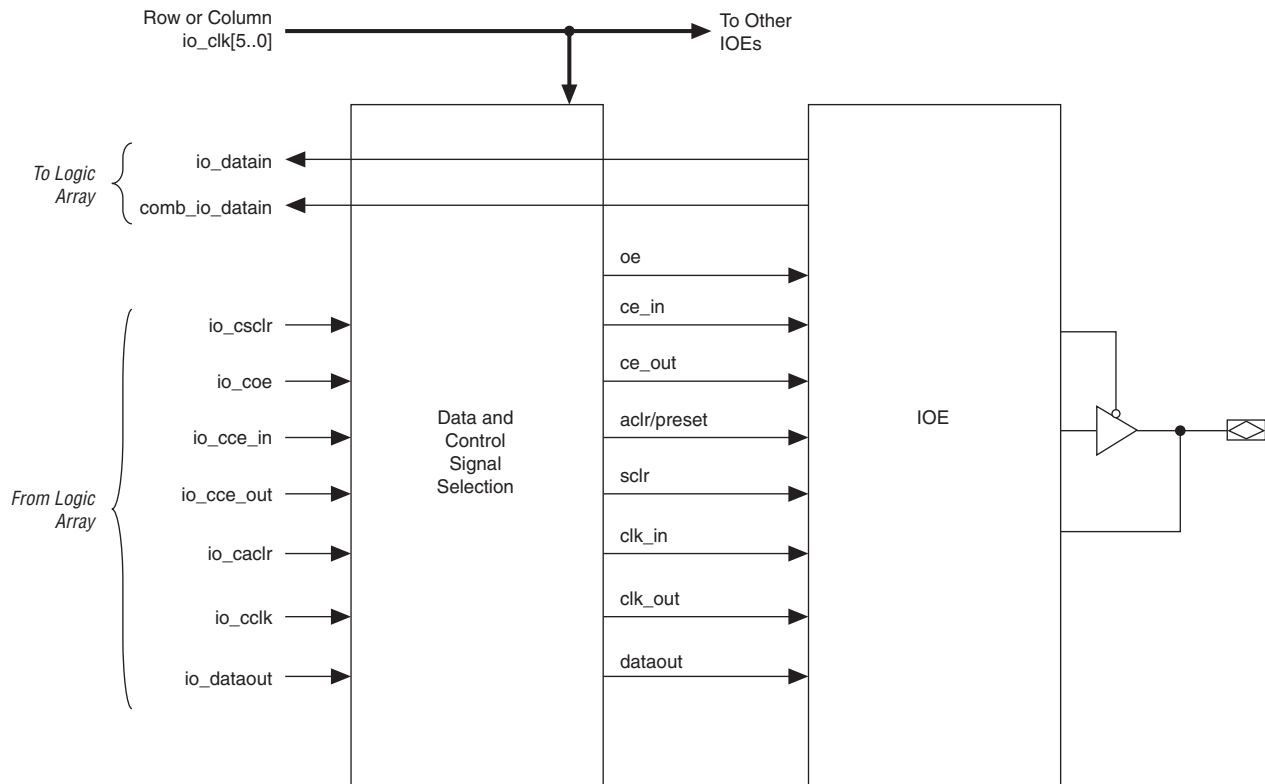 Row or Column
io_clk[5..0]
To Other
IOEs
To Logic
Array
io_datain
comb_io_datain
oe
ce_in
ce_out
aclr/preset
sclr
clk_in
clk_out
dataout
From Logic
Array
io_csclr
io_coe
io_cce_in
io_cce_out
io_caclr
io_cclk
io_dataout
Data and
Control
Signal
Selection
IOE